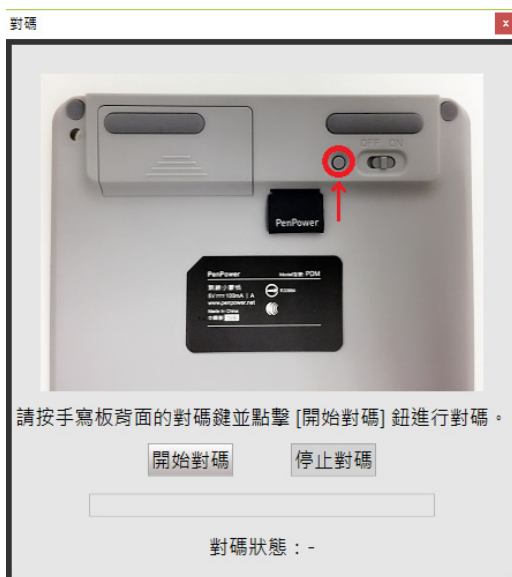 對碼
x
OFF ON
PenPower
PenPower Model型號: PDM
5V 100mA | A
www.penpower.net
Made In China
請按手寫板背面的對碼鍵並點擊 [開始對碼] 鈕進行對碼。
開始對碼 停止對碼
對碼狀態：-